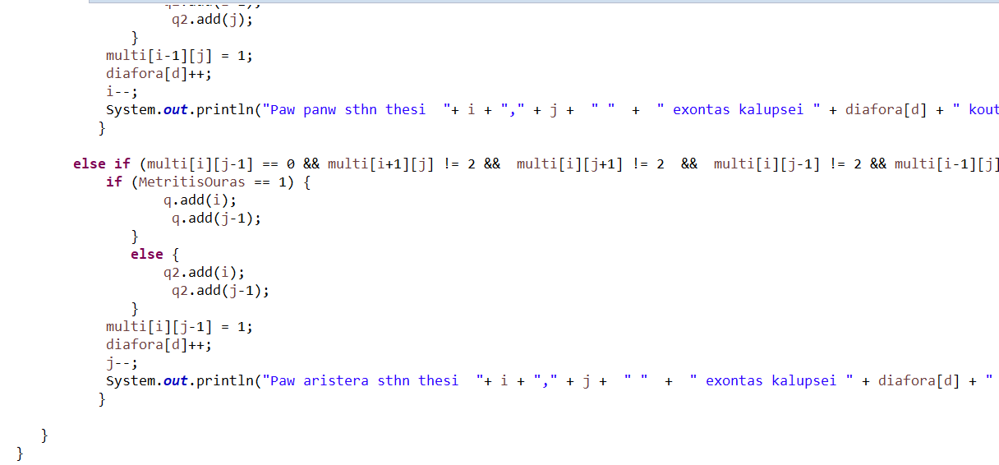 q2.add(j);
}
multi[i-1][j] = 1;
diafora[d]++;
i--;
System.out.println("Paw panw sthn thesi  "+ i + "," + j +  " "  +  " exontas kalupsei " + diafora[d] + " kout
}
else if (multi[i][j-1] == 0 && multi[i+1][j] != 2 &&  multi[i][j+1] != 2  &&  multi[i][j-1] != 2 && multi[i-1][j]
if (MetritisOuras == 1) {
q.add(i);
q.add(j-1);
}
else {
q2.add(i);
q2.add(j-1);
}
multi[i][j-1] = 1;
diafora[d]++;
j--;
System.out.println("Paw aristera sthn thesi  "+ i + "," + j +  " "  +  " exontas kalupsei " + diafora[d] + "
}
}
}